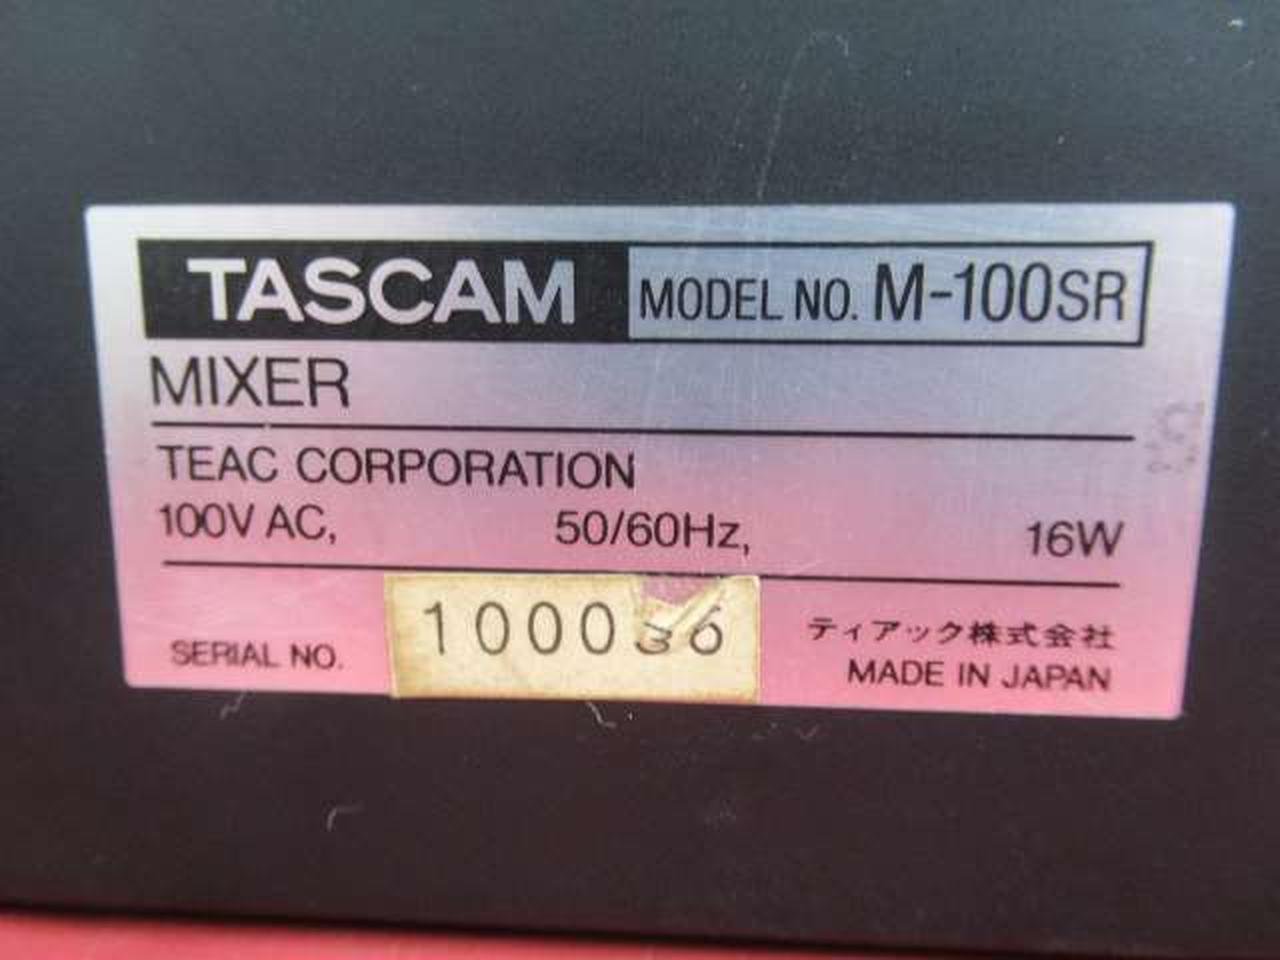 TASCAM MODEL NO. M-100SR
MIXER
TEAC CORPORATION
100V AC, 50/60Hz, 16W
SERIAL NO.
ティアック株式会社
MADE IN JAPAN